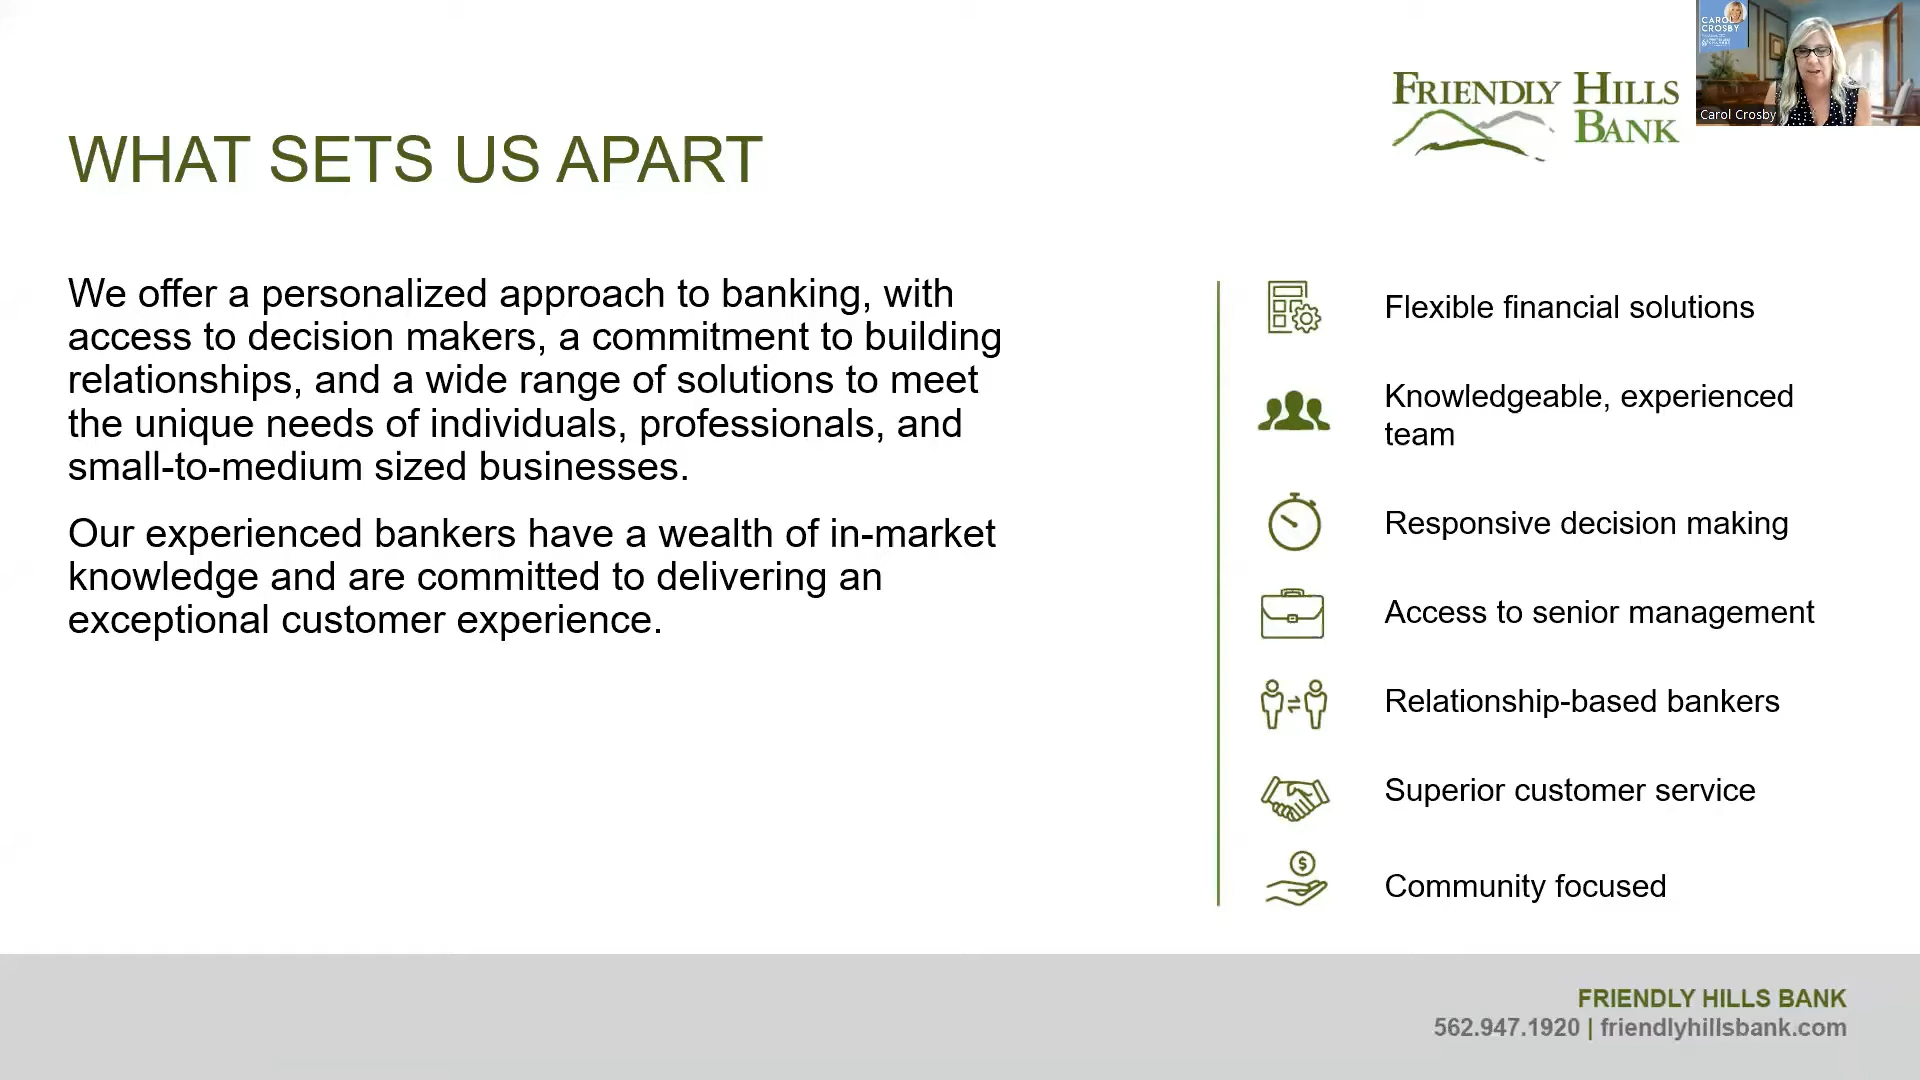 FRIENDLY HILLS
BANK
CAROL
CROSBY
Carol Crosby
WHAT SETS US APART
We offer a personalized approach to banking, with
access to decision makers, a commitment to building
relationships, and a wide range of solutions to meet
the unique needs of individuals, professionals, and
small-to-medium sized businesses.
Our experienced bankers have a wealth of in-market
knowledge and are committed to delivering an
exceptional customer experience.
Flexible financial solutions
Knowledgeable, experienced
team
Responsive decision making
Access to senior management
Relationship-based bankers
$
Superior customer service
Community focused
FRIENDLY HILLS BANK
562.947.1920 | friendlyhillsbank.com